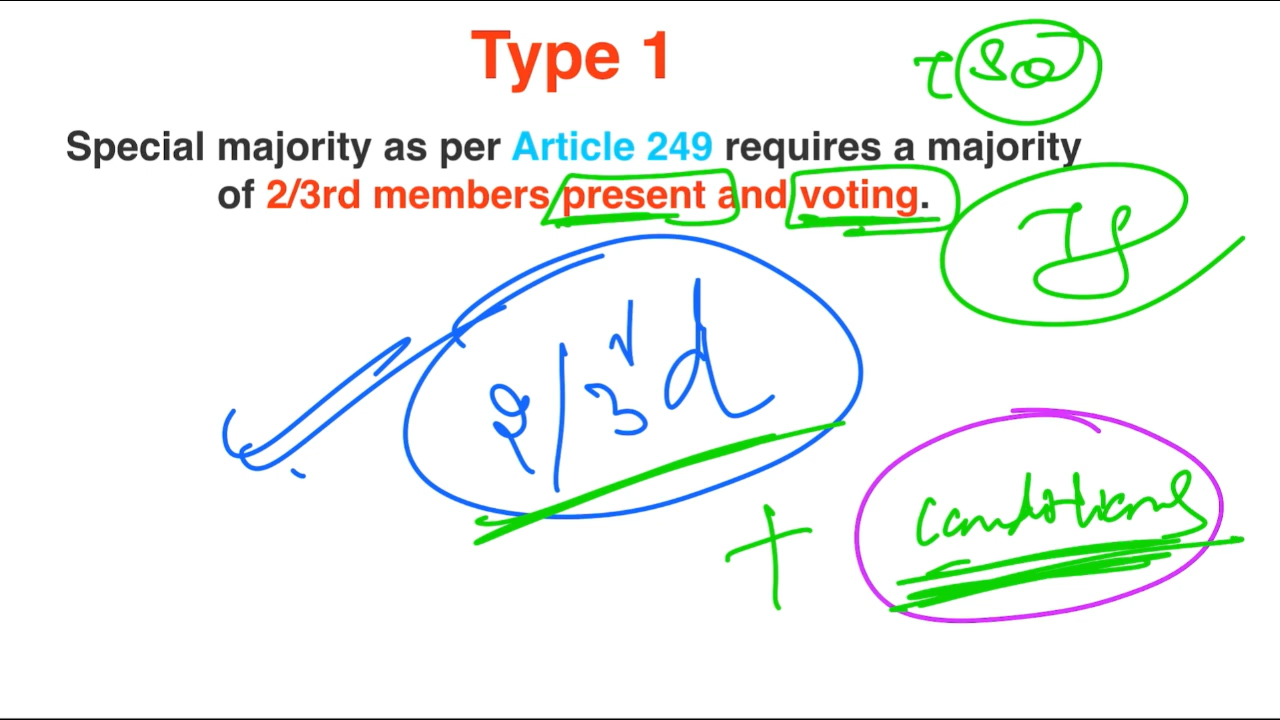 Type 1
Special majority as per Article 249 requires a majority
of 2/3rd members present and voting.
2/3rd
+ conditions